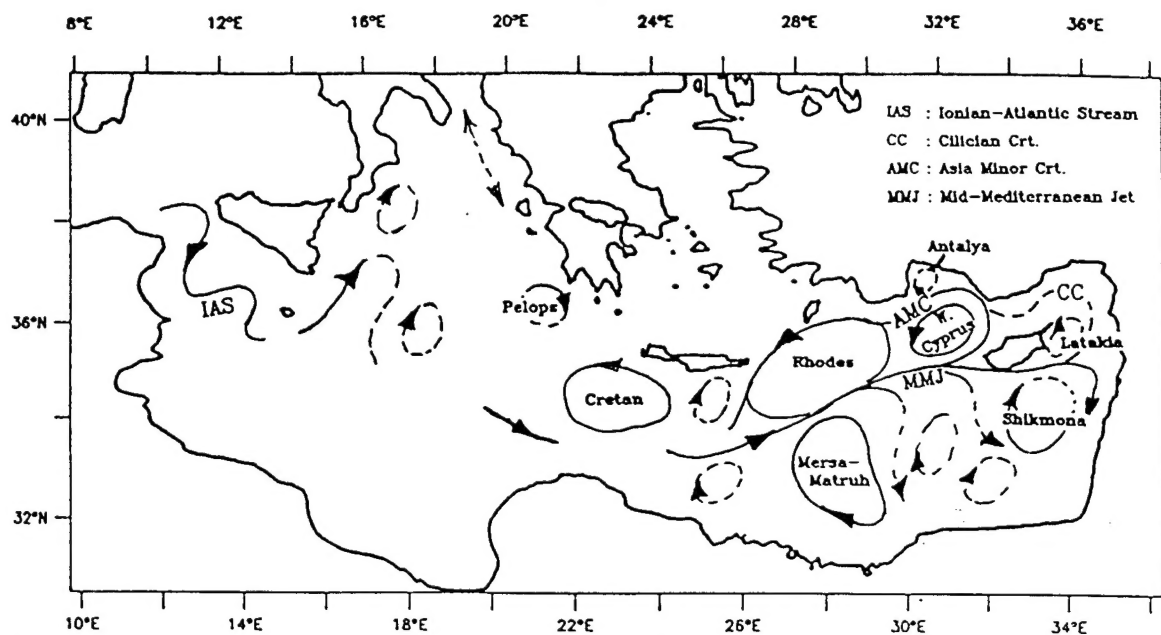 8°E 12°E 16°E 20°E 24°E 28°E 32°E 36°E
40°N
36°N
32°N
IAS : Ionian-Atlantic Stream
CC : Cilician Crt.
AMC : Asia Minor Crt.
MMJ : Mid-Mediterranean Jet
Antalya
CC
IAS
Pelops
AMC
W. Cyprus
Latakia
Rhodes
MMJ
Cretan
Shikmona
Mersa-
Matruh
10°E 14°E 18°E 22°E 26°E 30°E 34°E